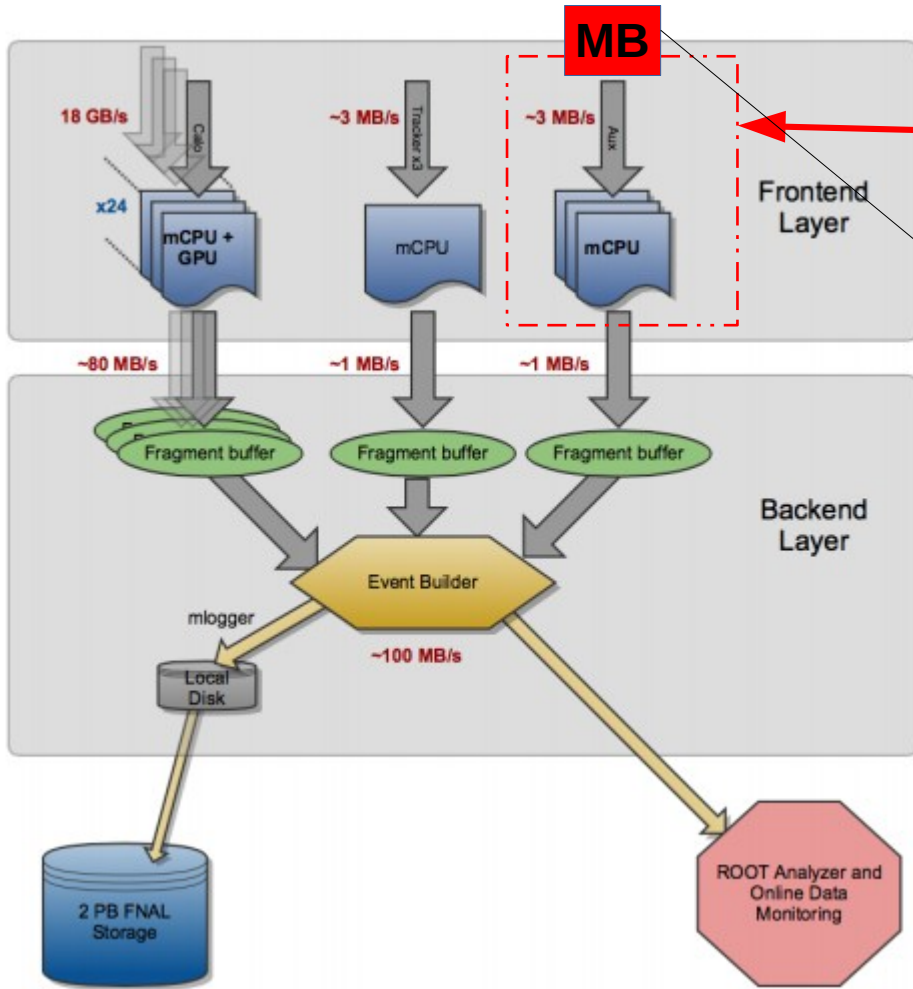 MB
18 GB/s
Calo
~3 MB/s
Tracker x3
~3 MB/s
Aux
x24
mCPU +
GPU
mCPU
mCPU
Frontend
Layer
~80 MB/s
~1 MB/s
~1 MB/s
Fragment buffer
Fragment buffer
Fragment buffer
Backend
Layer
Event Builder
mlogger
~100 MB/s
Local
Disk
2 PB FNAL
Storage
ROOT Analyzer and
Online Data
Monitoring